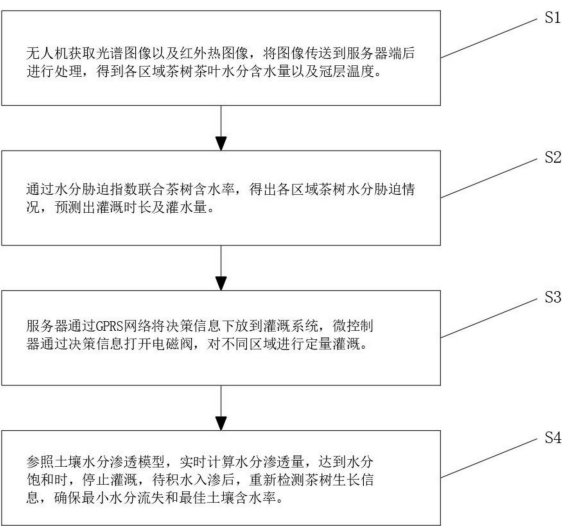 S1
无人机获取光谱图像以及红外热图像，将图像传送到服务器端后
进行处理，得到各区域茶树茶叶水分含水量以及冠层温度。
S2
通过水分胁迫指数联合茶树含水率，得出各区域茶树水分胁迫情
况，预测出灌溉时长及灌水量。
S3
服务器通过GPRS网络将决策信息下放到灌溉系统，微控制
器通过决策信息打开电磁阀，对不同区域进行定量灌溉。
S4
参照土壤水分渗透模型，实时计算水分渗透量，达到水分
饱和时，停止灌溉，待积水入渗后，重新检测茶树生长信
息，确保最小水分流失和最佳土壤含水率。